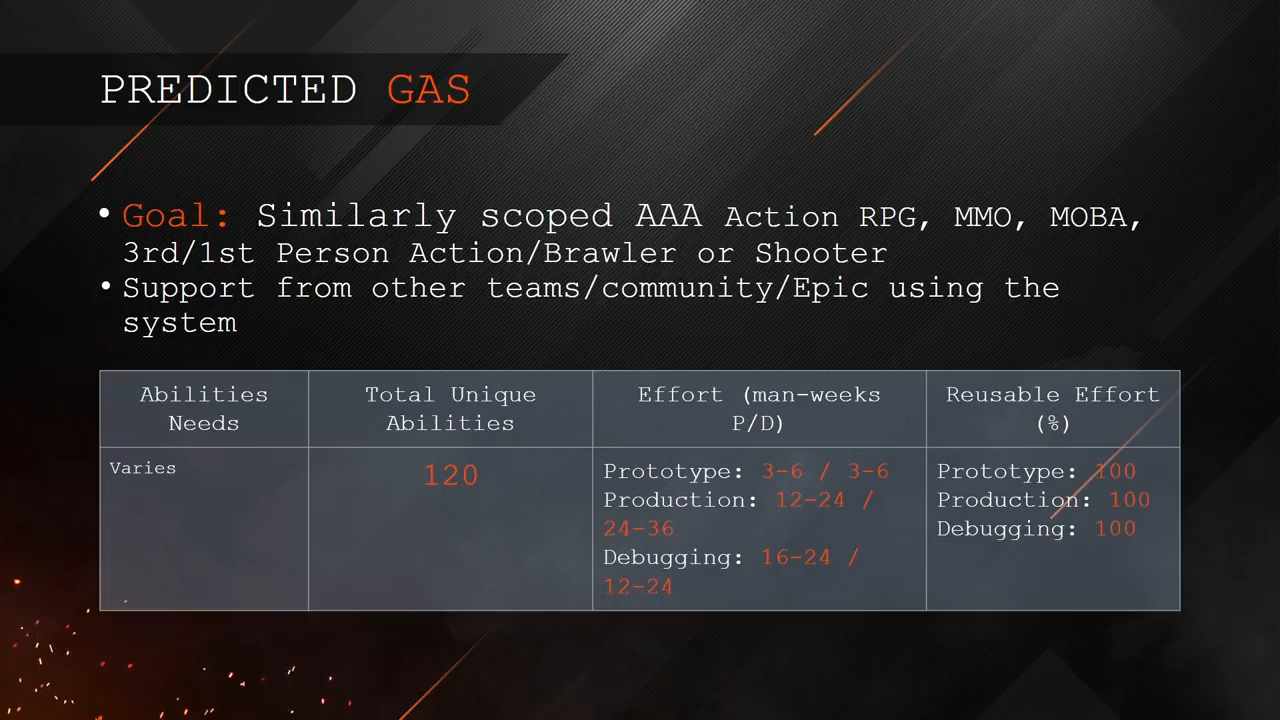 PREDICTED GAS
• Goal: Similarly scoped AAA Action RPG, MMO, MOBA,
3rd/1st Person Action/Brawler or Shooter
• Support from other teams/community/Epic using the
system
Abilities
Needs
Total Unique
Abilities
Effort (man-weeks
P/D)
Reusable Effort
(%)
Varies
120
Prototype: 3-6 / 3-6
Production: 12-24 /
24-36
Debugging: 16-24 /
12-24
Prototype: 100
Production: 100
Debugging: 100